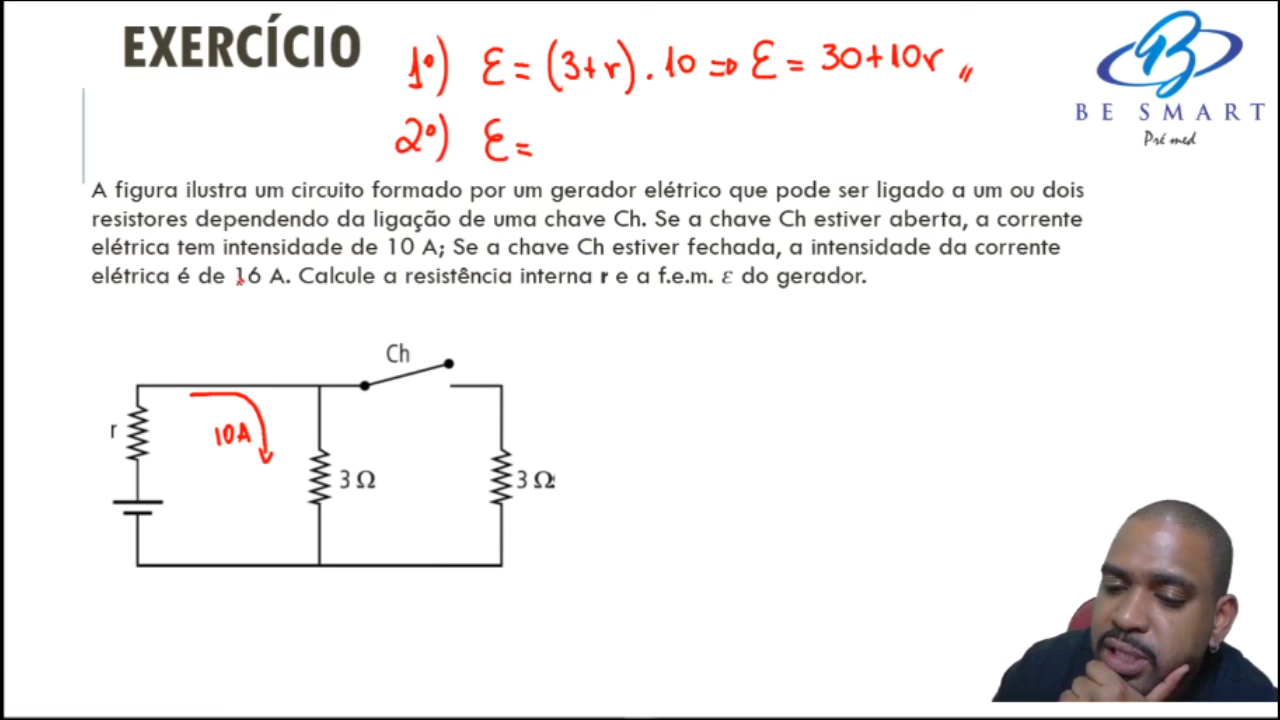 EXERCÍCIO
1º) Ɛ = (3+r) . 10 ⇒ Ɛ = 30+10r //
2º) Ɛ =
BE SMART
Pré med
A figura ilustra um circuito formado por um gerador elétrico que pode ser ligado a um ou dois
resistores dependendo da ligação de uma chave Ch. Se a chave Ch estiver aberta, a corrente
elétrica tem intensidade de 10 A; Se a chave Ch estiver fechada, a intensidade da corrente
elétrica é de 16 A. Calcule a resistência interna r e a f.e.m. ε do gerador.
Ch
r
10A
3 Ω
3 Ω